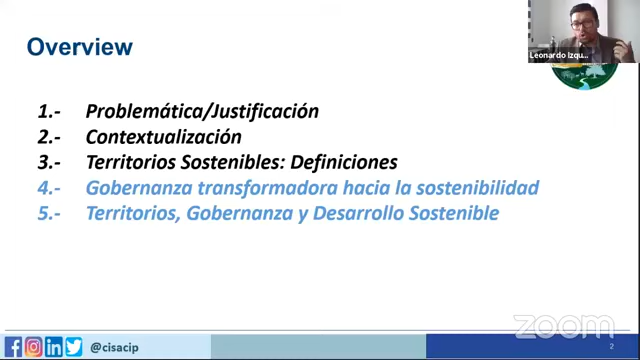 Overview
Leonardo Izqu...
1.- Problemática/Justificación
2.- Contextualización
3.- Territorios Sostenibles: Definiciones
4.- Gobernanza transformadora hacia la sostenibilidad
5.- Territorios, Gobernanza y Desarrollo Sostenible
zoom
@cisacip
2